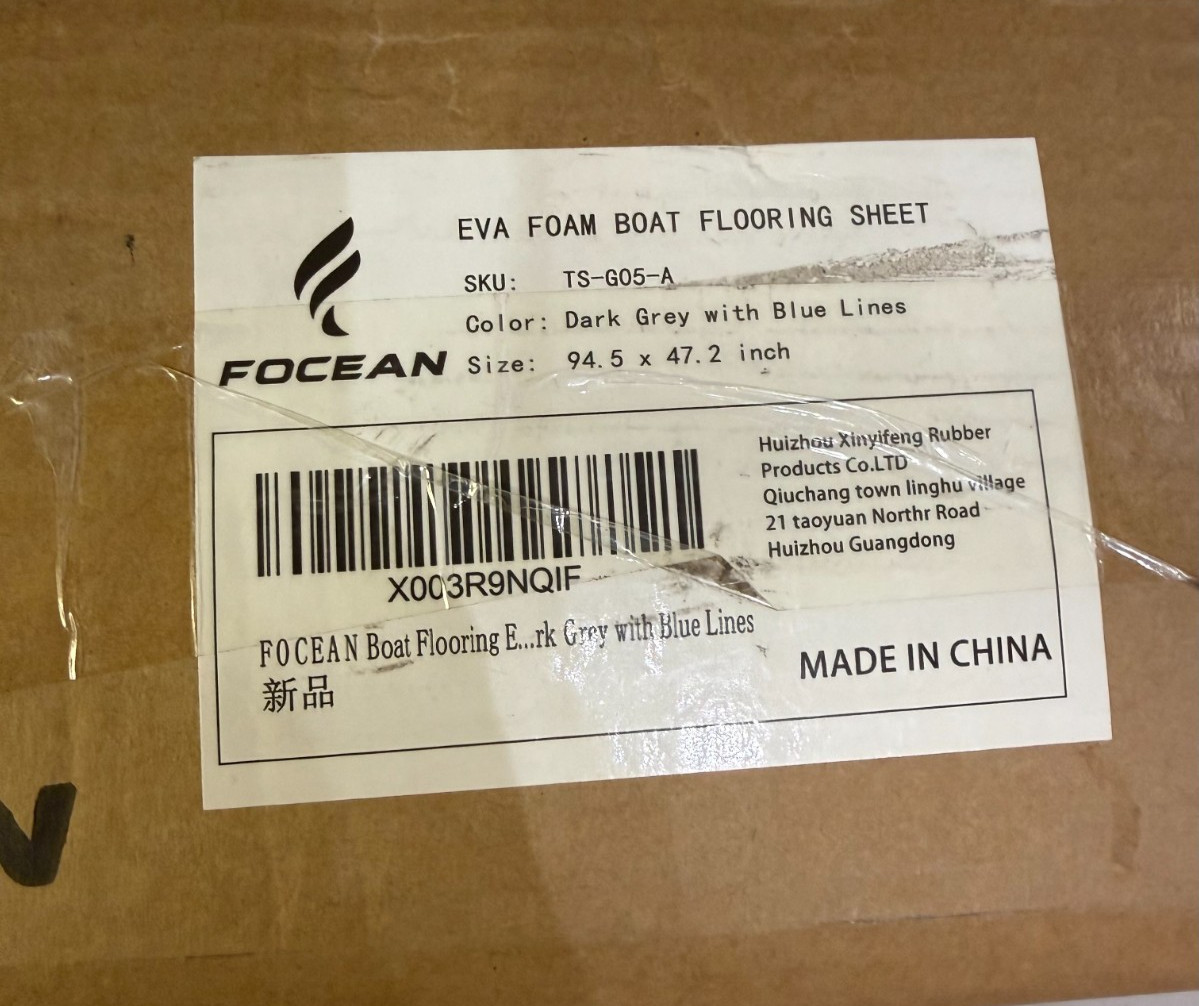 EVA FOAM BOAT FLOORING SHEET
SKU: TS-G05-A
Color: Dark Grey with Blue Lines
Size: 94.5 x 47.2 inch
FOCEAN
Huizhou Xinyifeng Rubber
Products Co.LTD
Qiuchang town linghu village
21 taoyuan Northr Road
Huizhou Guangdong
X003R9NQIF
FOCEAN Boat Flooring E...rk Grey with Blue Lines
新品
MADE IN CHINA